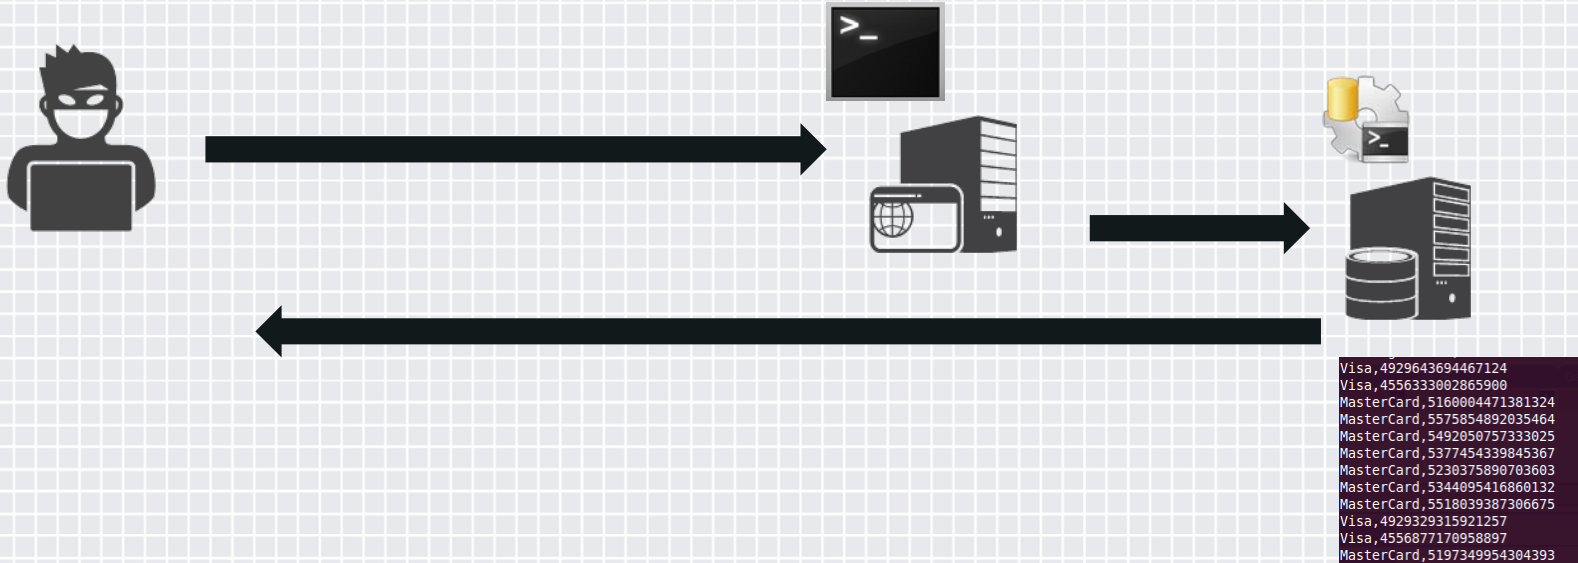 >_
>_
Visa,4929643694467124
Visa,4556333002865900
MasterCard,5160004471381324
MasterCard,5575854892035464
MasterCard,5492050757333025
MasterCard,5377454339845367
MasterCard,5230375890703603
MasterCard,5344095416860132
MasterCard,5518039387306675
Visa,4929329315921257
Visa,4556877170958897
MasterCard,5197349954304393